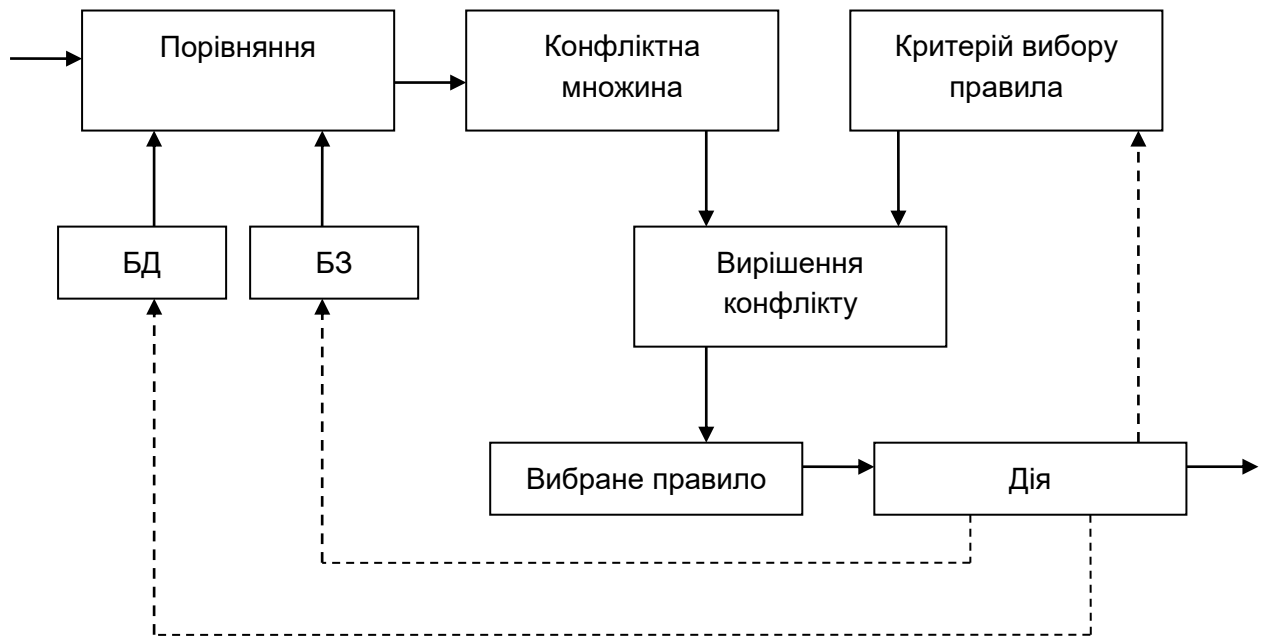 Порівняння
Конфліктна
множина
Критерій вибору
правила
БД
БЗ
Вирішення
конфлікту
Вибране правило
Дія